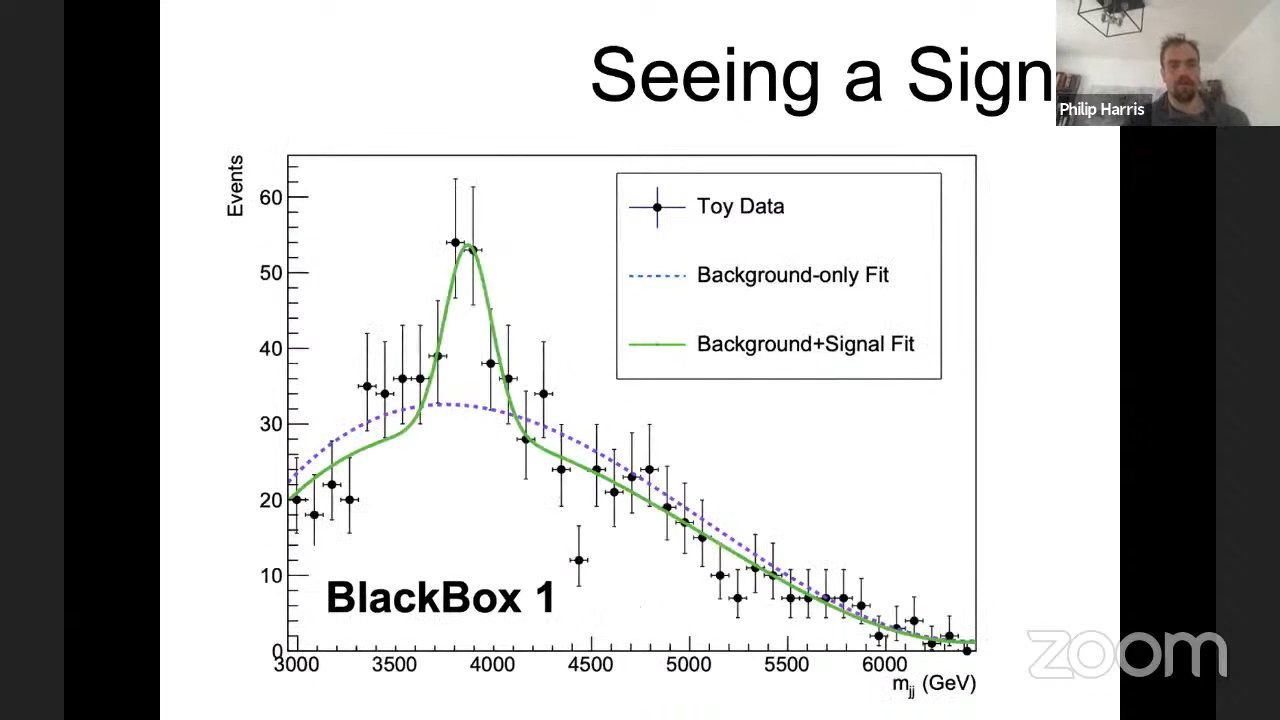 Seeing a Sign
Philip Harris
Events
60
50
40
30
20
10
0
Toy Data
Background-only Fit
Background+Signal Fit
BlackBox 1
3000 3500 4000 4500 5000 5500 6000
mjj (GeV)
zoom